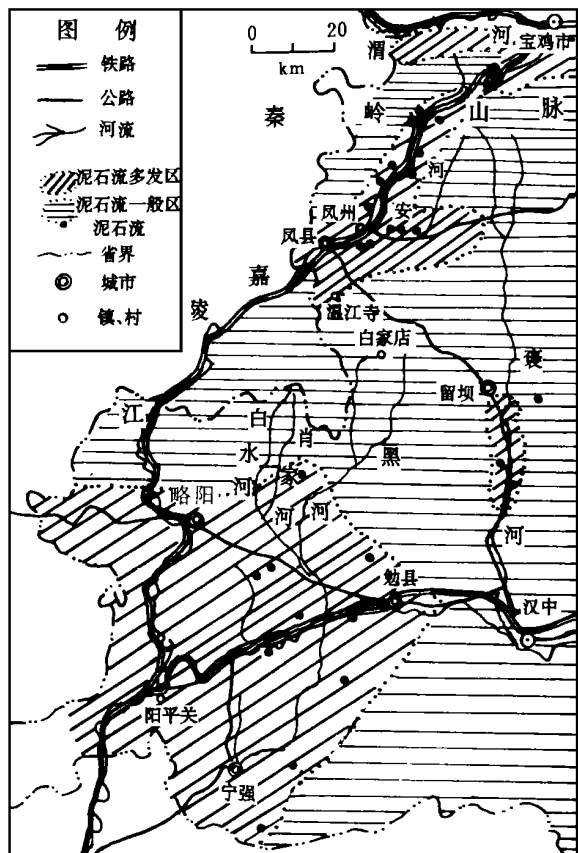 图 例
铁路
公路
河流
泥石流多发区
泥石流一般区
泥石流
省界
城市
镇、村
0 20
km
渭 河
宝鸡市
秦 岭 山 脉
河
凤州 安
凤县
嘉
陵
江
温江寺
白家店
褒
留坝
白
水
河
肖
家
河
黑
河
略阳
河
勉县
汉中
阳平关
宁强